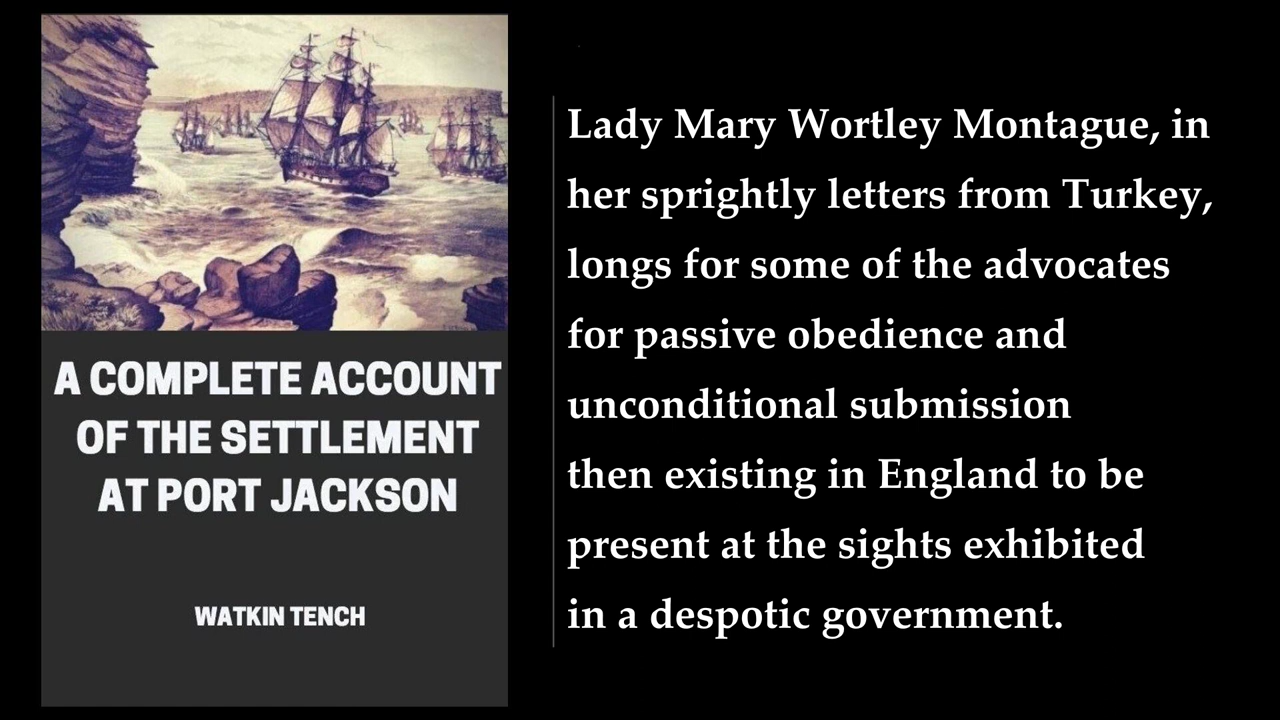 A COMPLETE ACCOUNT
OF THE SETTLEMENT
AT PORT JACKSON
WATKIN TENCH
Lady Mary Wortley Montague, in
her sprightly letters from Turkey,
longs for some of the advocates
for passive obedience and
unconditional submission
then existing in England to be
present at the sights exhibited
in a despotic government.